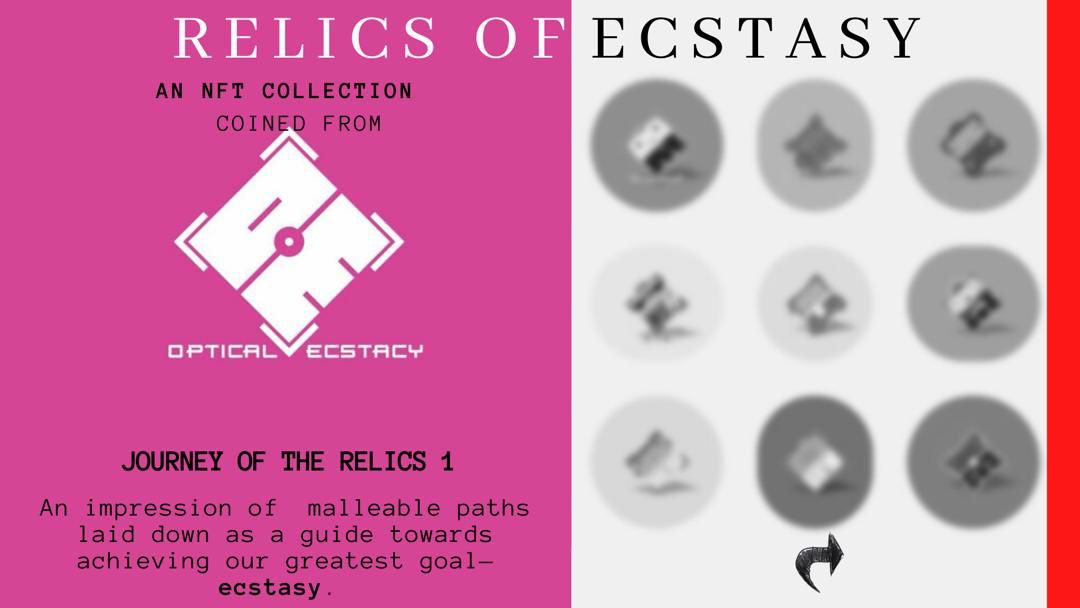 RELICS OF ECSTASY
AN NFT COLLECTION
COINED FROM
OPTICAL ECSTACY
JOURNEY OF THE RELICS 1
An impression of  malleable paths
laid down as a guide towards
achieving our greatest goal—
ecstasy.